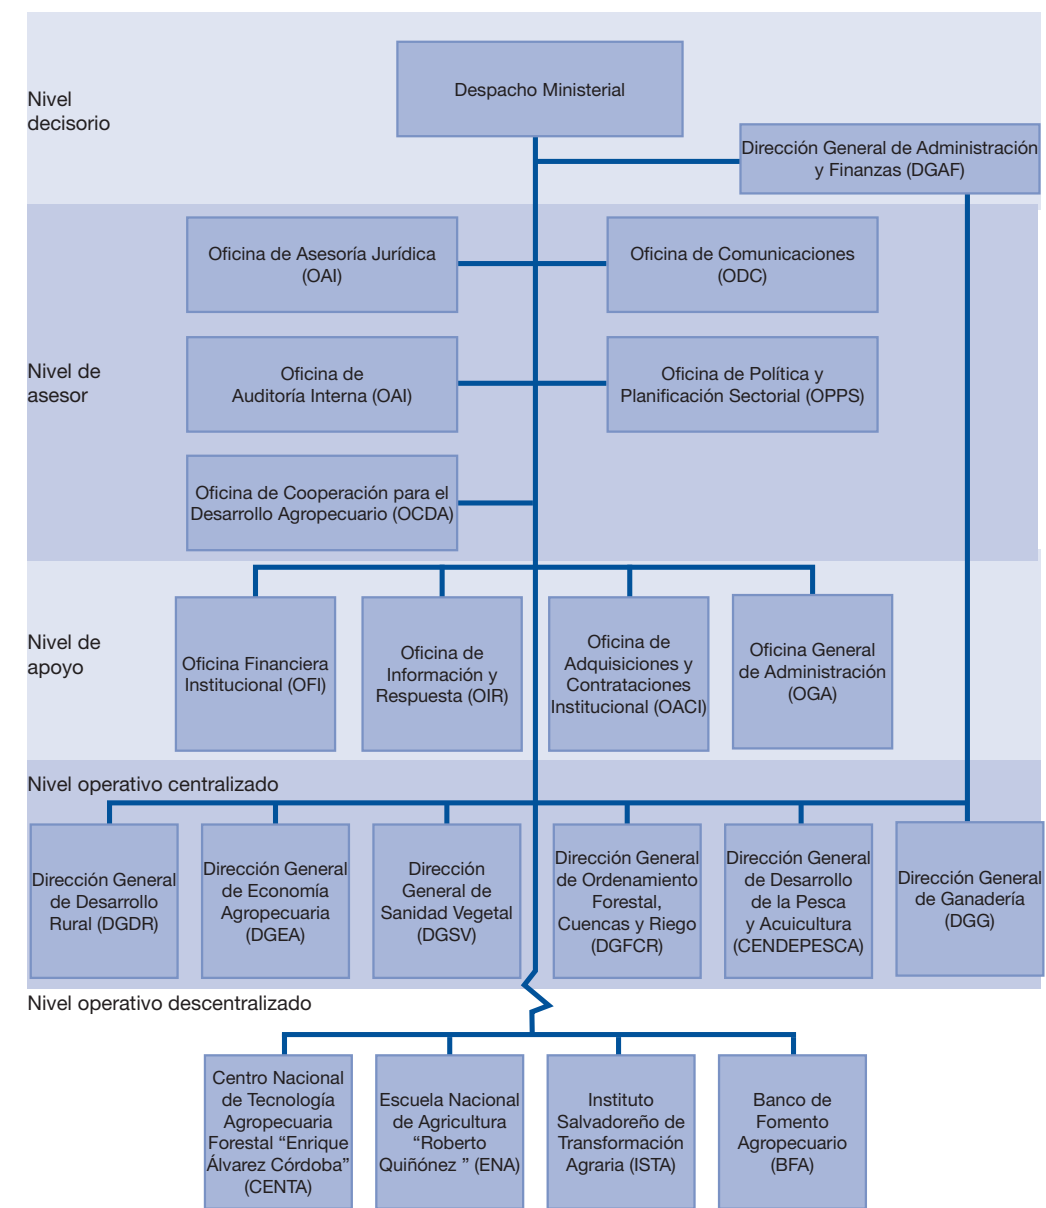 Nivel
decisorio
Despacho Ministerial
Dirección General de Administración
y Finanzas (DGAF)
Nivel de
asesor
Oficina de Asesoría Jurídica
(OAI)
Oficina de Comunicaciones
(ODC)
Oficina de
Auditoría Interna (OAI)
Oficina de Política y
Planificación Sectorial (OPPS)
Oficina de Cooperación para el
Desarrollo Agropecuario (OCDA)
Nivel de
apoyo
Oficina Financiera
Institucional (OFI)
Oficina de
Información y
Respuesta (OIR)
Oficina de
Adquisiciones y
Contrataciones
Institucional (OACI)
Oficina General
de Administración
(OGA)
Nivel operativo centralizado
Dirección General
de Desarrollo
Rural (DGDR)
Dirección General
de Economía
Agropecuaria
(DGEA)
Dirección
General de
Sanidad Vegetal
(DGSV)
Dirección General
de Ordenamiento
Forestal,
Cuencas y Riego
(DGFCR)
Dirección General
de Desarrollo
de la Pesca
y Acuicultura
(CENDEPESCA)
Dirección General
de Ganadería
(DGG)
Nivel operativo descentralizado
Centro Nacional
de Tecnología
Agropecuaria
Forestal “Enrique
Álvarez Córdoba”
(CENTA)
Escuela Nacional
de Agricultura
“Roberto
Quiñónez ” (ENA)
Instituto
Salvadoreño de
Transformación
Agraria (ISTA)
Banco de
Fomento
Agropecuario
(BFA)